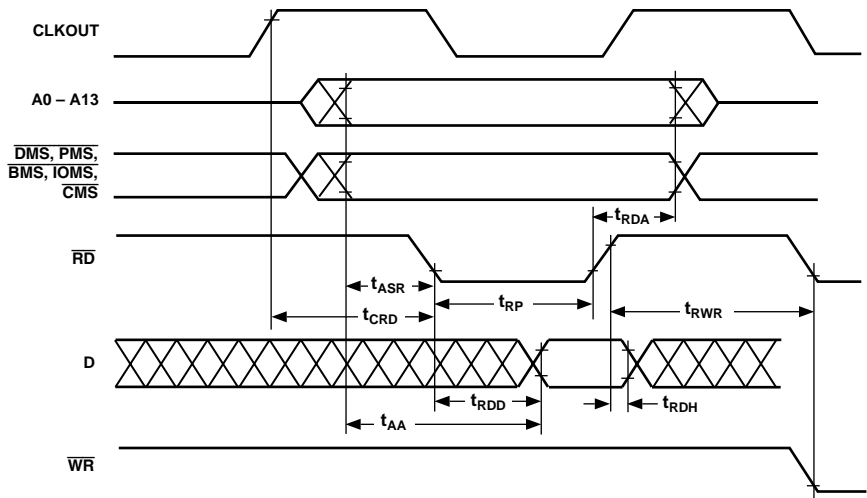 CLKOUT
A0 – A13
DMS, PMS,
BMS, IOMS,
CMS
tRDA
RD
tASR
tRP
tCRD
tRWR
D
tRDD
tRDH
tAA
WR